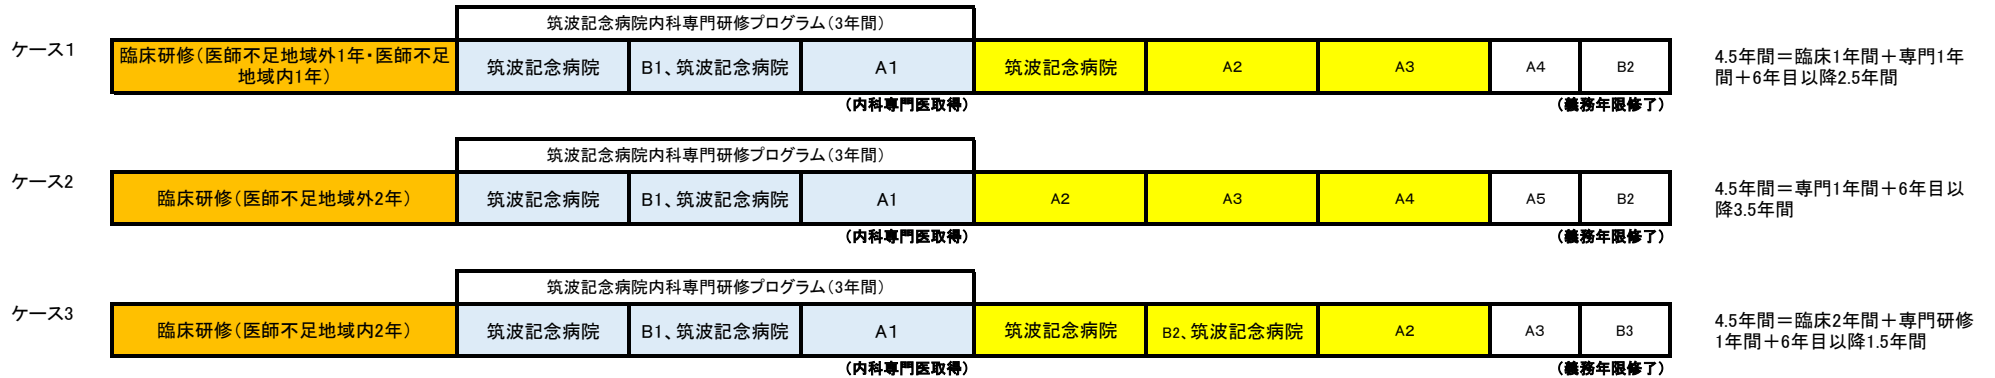 筑波記念病院内科専門研修プログラム(3年間)
ケース1
臨床研修(医師不足地域外1年・医師不足
地域内1年)
筑波記念病院
B1、筑波記念病院
A1
筑波記念病院
A2
A3
A4
B2
4.5年間=臨床1年間+専門1年
間+6年目以降2.5年間
(内科専門医取得)
(義務年限修了)
筑波記念病院内科専門研修プログラム(3年間)
ケース2
臨床研修(医師不足地域外2年)
筑波記念病院
B1、筑波記念病院
A1
A2
A3
A4
A5
B2
4.5年間=専門1年間+6年目以
降3.5年間
(内科専門医取得)
(義務年限修了)
筑波記念病院内科専門研修プログラム(3年間)
ケース3
臨床研修(医師不足地域内2年)
筑波記念病院
B1、筑波記念病院
A1
筑波記念病院
B2、筑波記念病院
A2
A3
B3
4.5年間=臨床2年間+専門研修
1年間+6年目以降1.5年間
(内科専門医取得)
(義務年限修了)